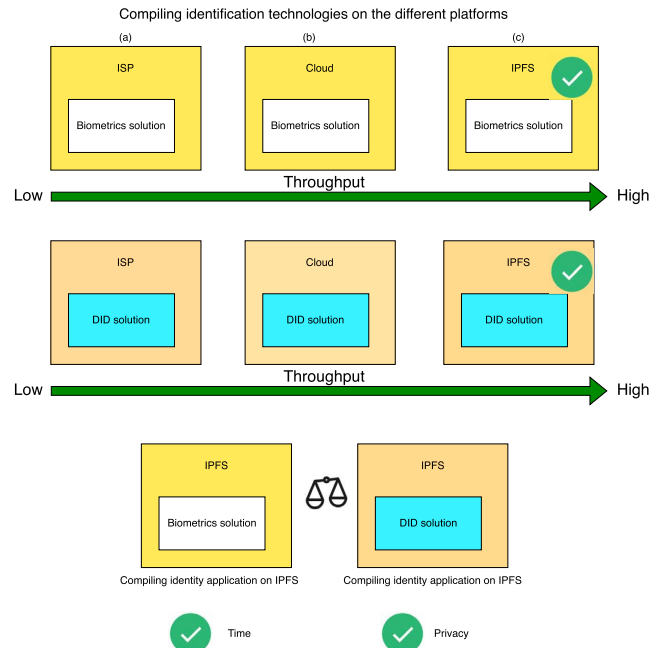 Compiling identification technologies on the different platforms
(a) (b) (c)
ISP Cloud IPFS
Biometrics solution Biometrics solution Biometrics solution
Throughput
Low High
ISP Cloud IPFS
DID solution DID solution DID solution
Throughput
Low High
IPFS IPFS
Biometrics solution DID solution
Compiling identity application on IPFS Compiling identity application on IPFS
Time Privacy